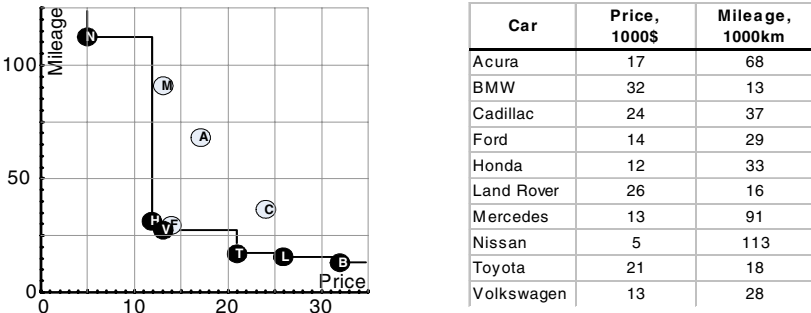 Mileage
100
50
0
N
M
A
C
H
F
V
T
L
B
Price
0 10 20 30
Car Price, 1000$ Mileage, 1000km
Acura 17 68
BMW 32 13
Cadillac 24 37
Ford 14 29
Honda 12 33
Land Rover 26 16
Mercedes 13 91
Nissan 5 113
Toyota 21 18
Volkswagen 13 28